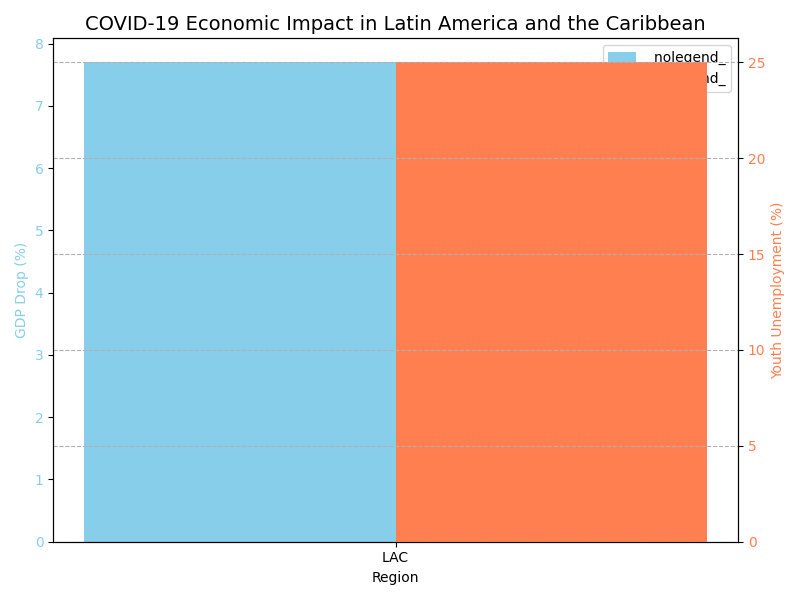 COVID-19 Economic Impact in Latin America and the Caribbean
8
7
6
5
4
3
2
1
0
GDP Drop (%)
_nolegend_
25
20
15
10
5
0
Youth Unemployment (%)
LAC
Region